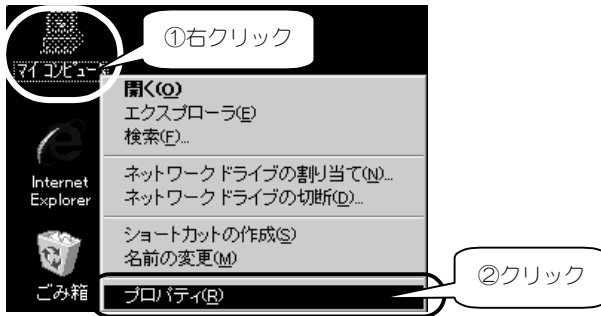 ①右クリック
マイ コンピュータ
開く(O)
エクスプローラ(E)
検索(F)...
ネットワーク ドライブの割り当て(N)...
ネットワーク ドライブの切断(D)...
Internet
Explorer
ショートカットの作成(S)
名前の変更(M)
ごみ箱
プロパティ(R)
②クリック